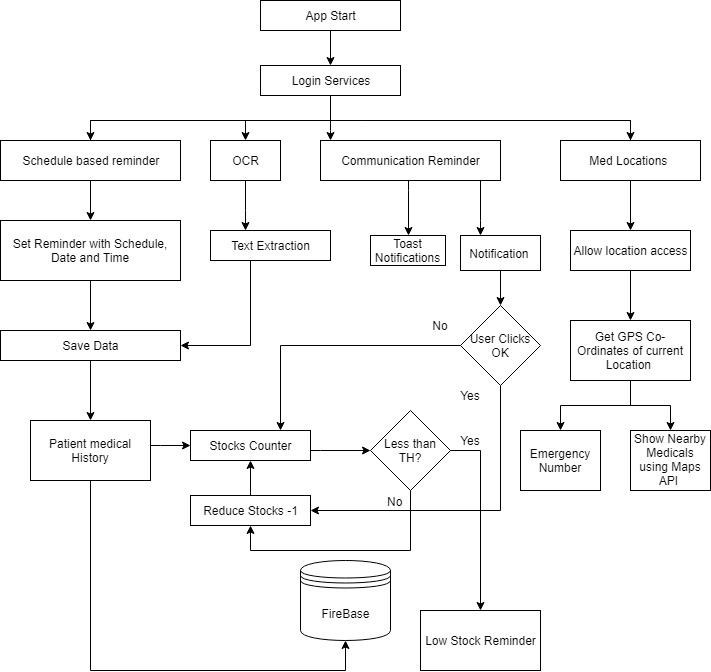 App Start
Login Services
Schedule based reminder
OCR
Communication Reminder
Med Locations
Set Reminder with Schedule,
Date and Time
Text Extraction
Toast
Notifications
Notification
Allow location access
Save Data
No
User Clicks
OK
Get GPS Co-
Ordinates of current
Location
Yes
Patient medical
History
Stocks Counter
Less than
TH?
Yes
Emergency
Number
Show Nearby
Medicals
using Maps
API
Reduce Stocks -1
No
FireBase
Low Stock Reminder